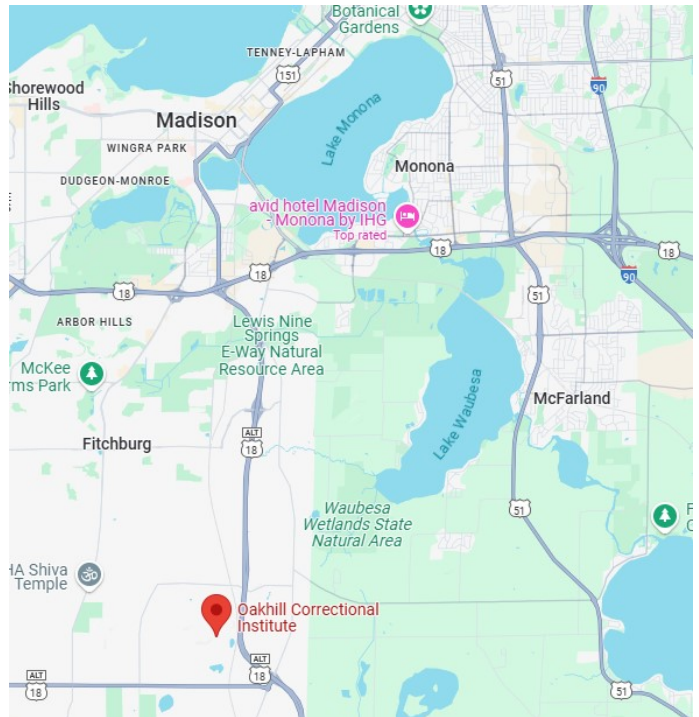 Botanical
Gardens
TENNEY-LAPHAM
151
51
90
shorewood
Hills
Madison
Lake Monona
WINGRA PARK
Monona
DUDGEON-MONROE
avid hotel Madison
- Monona by IHG
Top rated
18
18
18
90
18
51
ARBOR HILLS
Lewis Nine
Springs
E-Way Natural
Resource Area
McKee
rms Park
Lake Waubesa
McFarland
Fitchburg
ALT
18
51
Waubesa
Wetlands State
Natural Area
F
HA Shiva
Temple
Oakhill Correctional
Institute
51
ALT
18
ALT
18